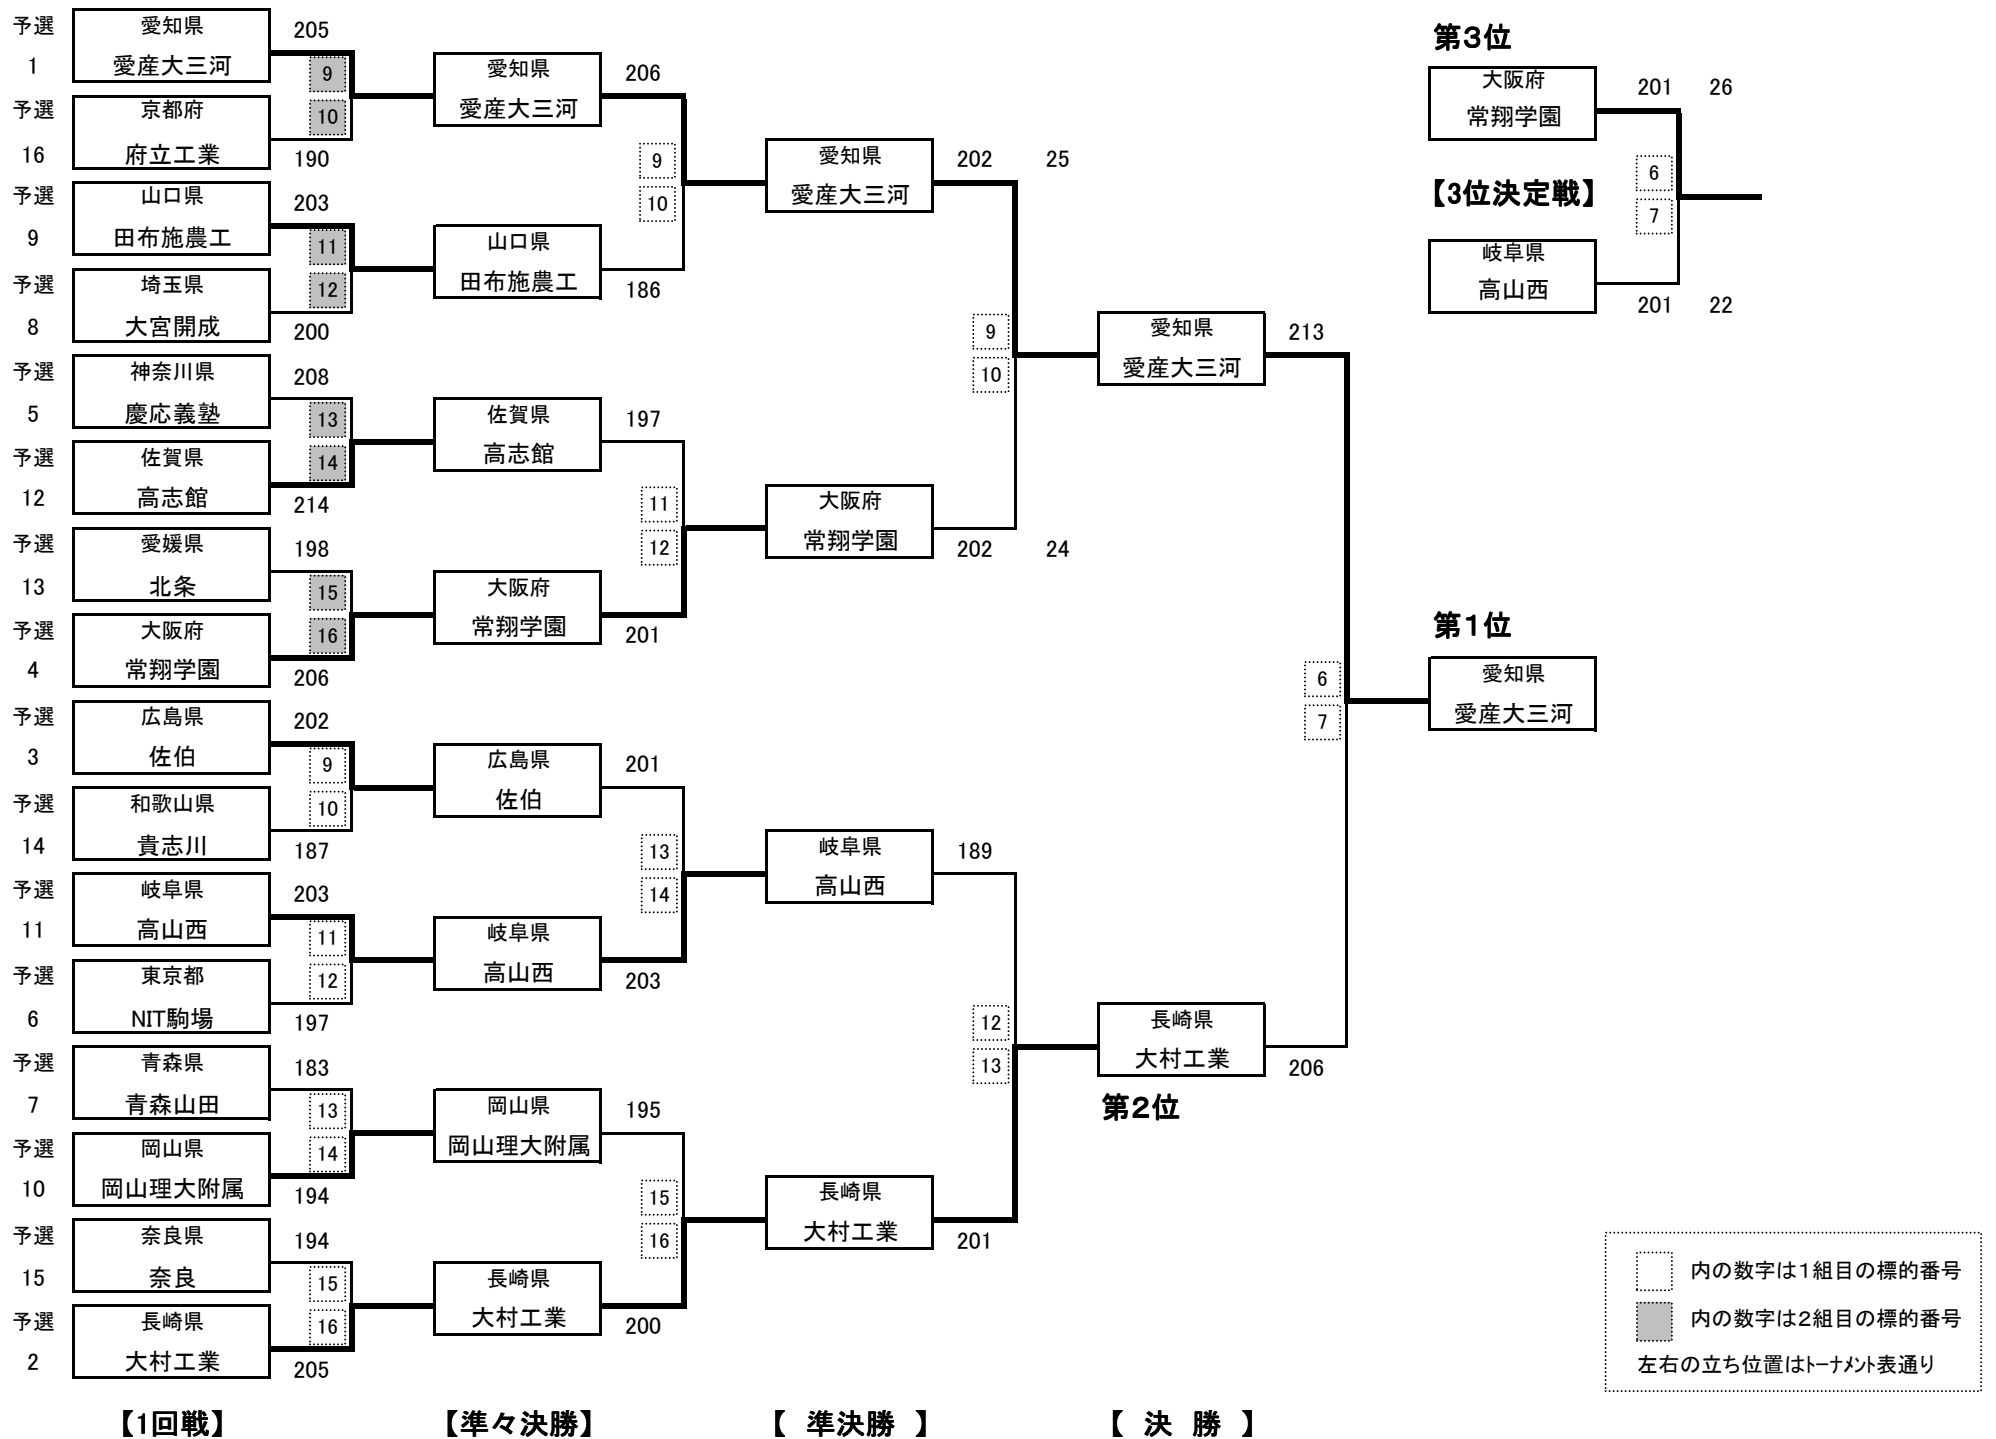 予選 1 愛知県 愛産大三河 205
9
10
予選 16 京都府 府立工業 190
予選 9 山口県 田布施農工 203
11
12
予選 8 埼玉県 大宮開成 200
予選 5 神奈川県 慶応義塾 208
13
14
予選 12 佐賀県 高志館 214
予選 13 愛媛県 北条 198
15
16
予選 4 大阪府 常翔学園 206
予選 3 広島県 佐伯 202
9
10
予選 14 和歌山県 貴志川 187
予選 11 岐阜県 高山西 203
11
12
予選 6 東京都 NIT駒場 197
予選 7 青森県 青森山田 183
13
14
予選 10 岡山県 岡山理大附属 194
予選 15 奈良県 奈良 194
15
16
予選 2 長崎県 大村工業 205
【1回戦】
愛知県 愛産大三河 206
9
10
山口県 田布施農工 186
佐賀県 高志館 197
11
12
大阪府 常翔学園 201
広島県 佐伯 201
13
14
岐阜県 高山西 203
岡山県 岡山理大附属 195
15
16
長崎県 大村工業 200
【準々決勝】
愛知県 愛産大三河 202 25
9
10
大阪府 常翔学園 202 24
岐阜県 高山西 189
12
13
長崎県 大村工業 201
【 準決勝 】
愛知県 愛産大三河 213
6
7
長崎県 大村工業 206
第2位
【 決 勝 】
第1位
愛知県 愛産大三河
第3位
大阪府 常翔学園 201 26
【3位決定戦】
6
7
岐阜県 高山西 201 22
内の数字は1組目の標的番号
内の数字は2組目の標的番号
左右の立ち位置はﾄｰﾅﾒﾝﾄ表通り